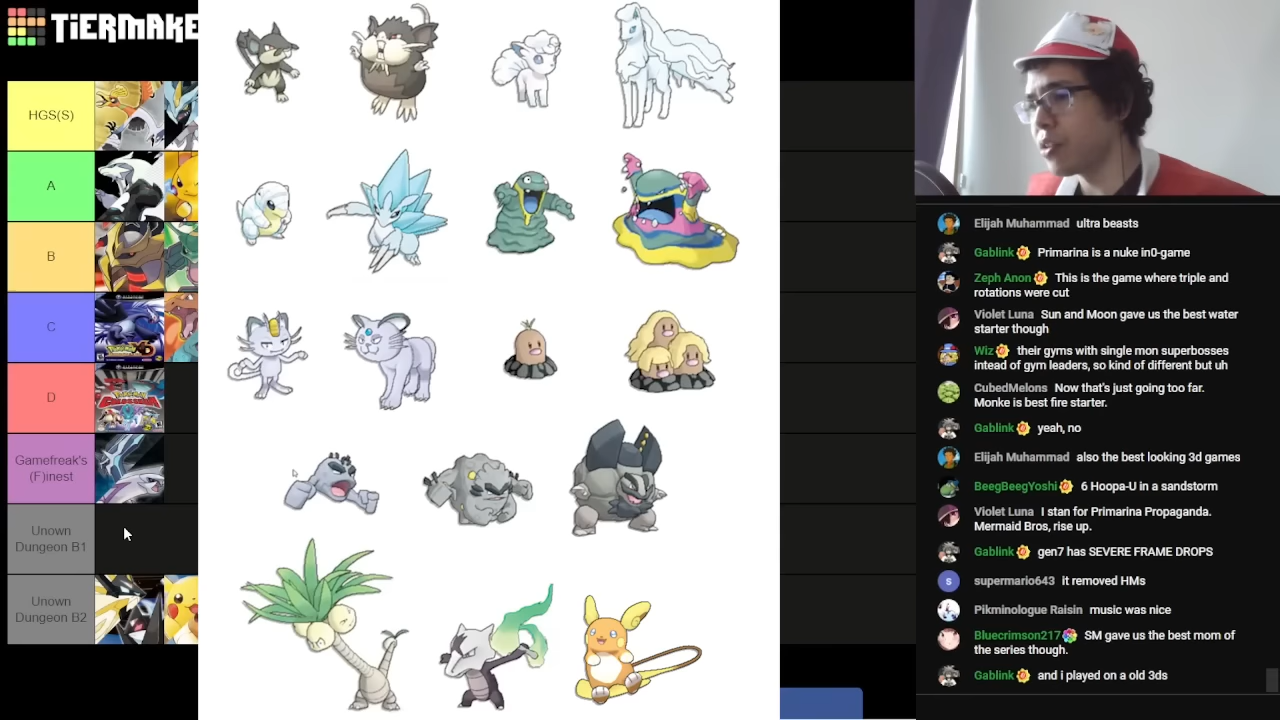 TIERMAKE
HGS(S)
A
B
C
D
Gamefreak's
(F)inest
Unown
Dungeon B1
Unown
Dungeon B2
Elijah Muhammad ultra beasts
Gablink Primarina is a nuke in0-game
Zeph Anon This is the game where triple and
rotations were cut
Violet Luna Sun and Moon gave us the best water
starter though
Wiz their gyms with single mon superbosses
intead of gym leaders, so kind of different but uh
CubedMelons Now that's just going too far.
Monke is best fire starter.
Gablink yeah, no
Elijah Muhammad also the best looking 3d games
BeegBeegYoshi 6 Hoopa-U in a sandstorm
Violet Luna I stan for Primarina Propaganda.
Mermaid Bros, rise up.
Gablink gen7 has SEVERE FRAME DROPS
s
supermario643 it removed HMs
Pikminologue Raisin music was nice
Bluecrimson217 SM gave us the best mom of
the series though.
Gablink and i played on a old 3ds